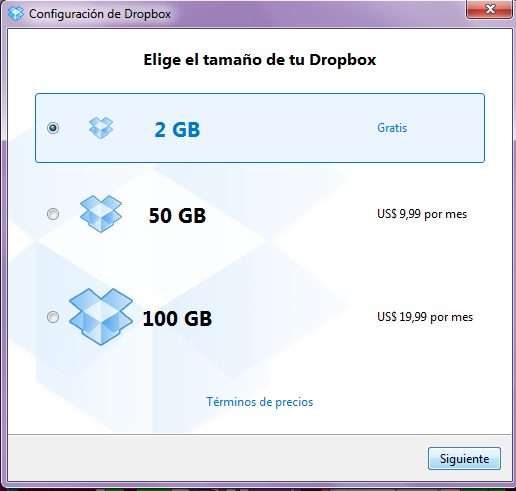 Configuración de Dropbox
Elige el tamaño de tu Dropbox
2 GB Gratis
50 GB US$ 9,99 por mes
100 GB US$ 19,99 por mes
Términos de precios
Siguiente